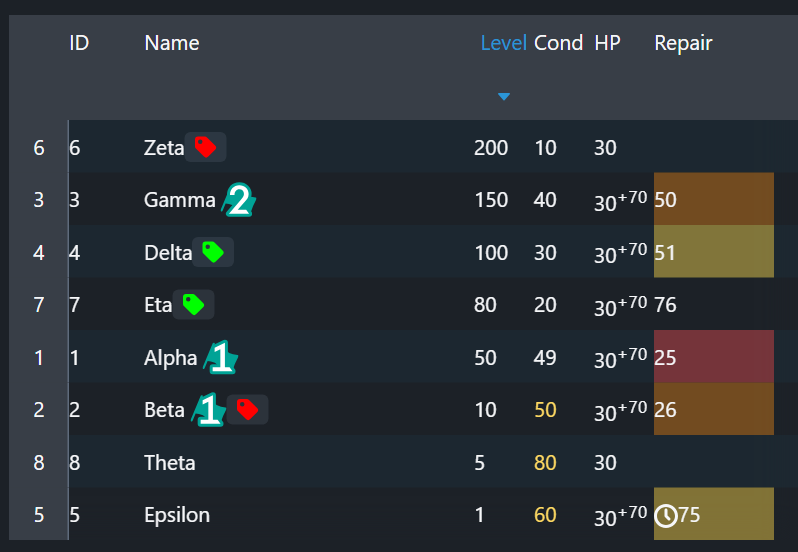 ID Name Level Cond HP Repair
6 6 Zeta 200 10 30
3 3 Gamma 2 150 40 30+70 50
4 4 Delta 100 30 30+70 51
7 7 Eta 80 20 30+70 76
1 1 Alpha 1 50 49 30+70 25
2 2 Beta 1 10 50 30+70 26
8 8 Theta 5 80 30
5 5 Epsilon 1 60 30+70 75